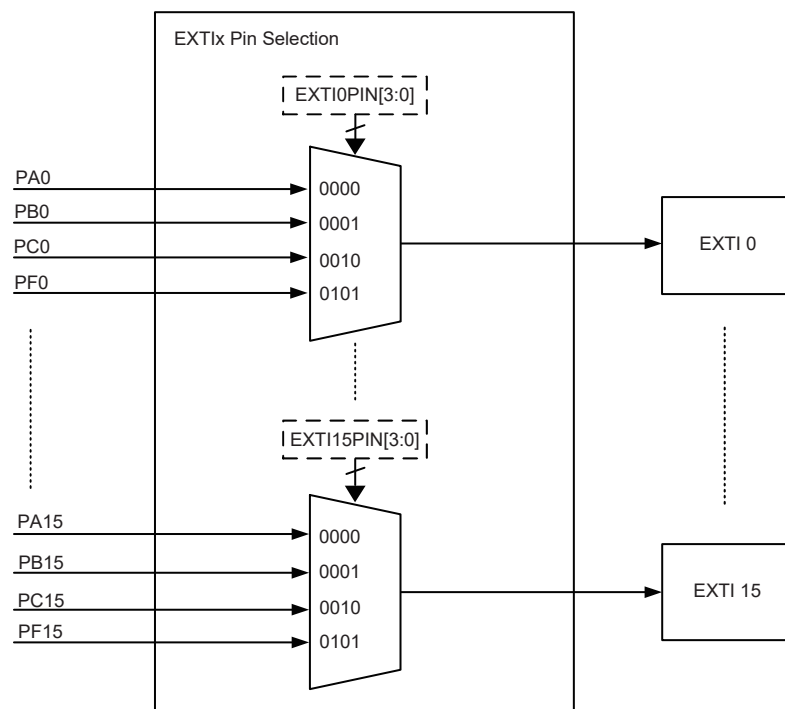 EXTIx Pin Selection
EXTI0PIN[3:0]
PA0
0000
PB0
0001
PC0
0010
PF0
0101
EXTI 0
EXTI15PIN[3:0]
PA15
0000
PB15
0001
PC15
0010
PF15
0101
EXTI 15